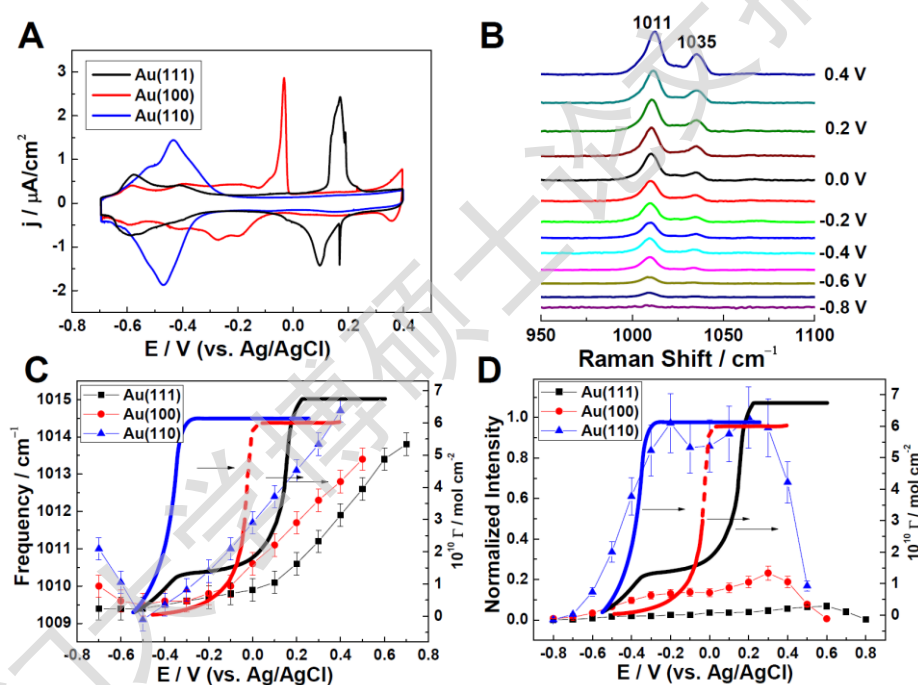 A
Au(111)
Au(100)
Au(110)
j / μA/cm²
3
2
1
0
-1
-2
-0.8 -0.6 -0.4 -0.2 0.0 0.2 0.4
E / V (vs. Ag/AgCl)
B
1011
1035
0.4 V
0.2 V
0.0 V
-0.2 V
-0.4 V
-0.6 V
-0.8 V
950 1000 1050 1100
Raman Shift / cm⁻¹
C
Au(111)
Au(100)
Au(110)
Frequency / cm⁻¹
1015
1014
1013
1012
1011
1010
1009
7
6
5
4
3
2
1
0
10¹⁰ Γ / mol cm⁻²
-0.8 -0.6 -0.4 -0.2 0.0 0.2 0.4 0.6 0.8
E / V (vs. Ag/AgCl)
D
Au(111)
Au(100)
Au(110)
Normalized Intensity
1.0
0.8
0.6
0.4
0.2
0.0
7
6
5
4
3
2
1
0
10¹⁰ Γ / mol cm⁻²
-0.8 -0.6 -0.4 -0.2 0.0 0.2 0.4 0.6 0.8
E / V (vs. Ag/AgCl)
门大学博硕士论文